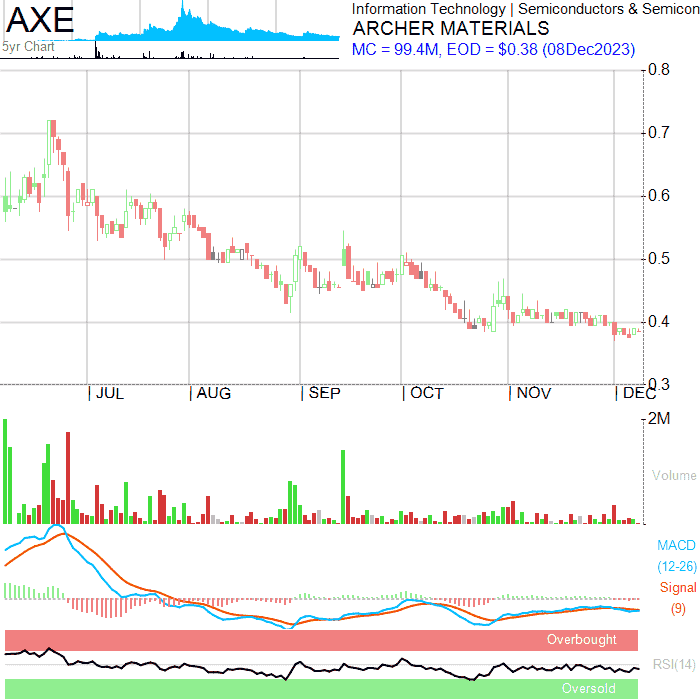 AXE
5yr Chart
Information Technology | Semiconductors & Semicon
ARCHER MATERIALS
MC = 99.4M, EOD = $0.38 (08Dec2023)
0.8
0.7
0.6
0.5
0.4
0.3
JUL
AUG
SEP
OCT
NOV
DEC
2M
Volume
MACD
(12-26)
Signal
(9)
Overbought
RSI(14)
Oversold